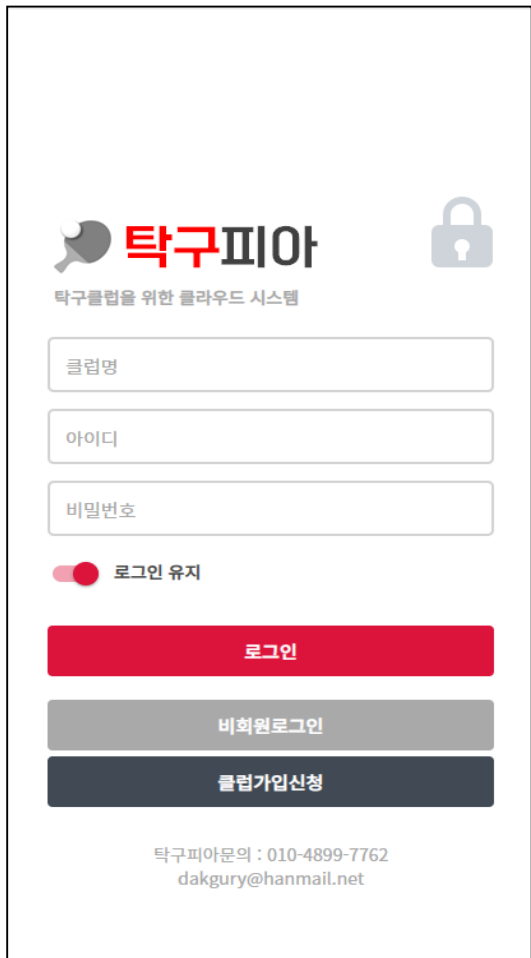 탁구피아
탁구클럽을 위한 클라우드 시스템
클럽명
아이디
비밀번호
로그인 유지
로그인
비회원로그인
클럽가입신청
탁구피아문의 : 010-4899-7762
dakgury@hanmail.net